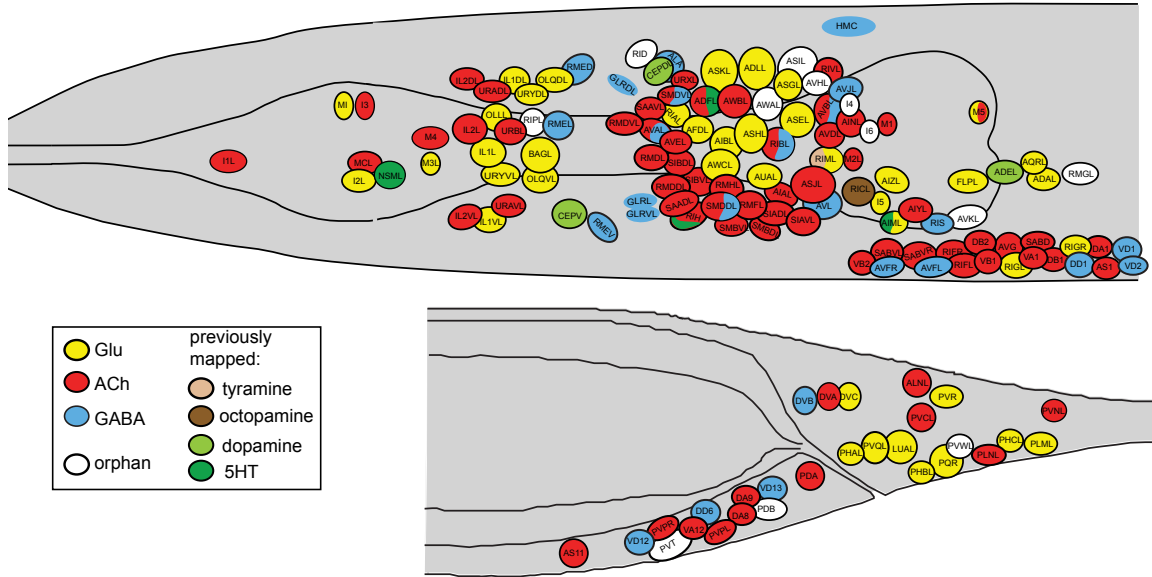 HMC
RID
ALA
CEPDL
GLRDL
URXL
ASKL
ADLL
ASIL
RIVL
ASGL
AVHL
AVJL
IL2DL
IL1DL
OLQDL
RMED
URADL
URYDL
SMDVL
ADFL
AWBL
AWAL
AVBL
I4
MI
I3
SAAVL
RIAL
OLLL
RIPL
RMEL
RMDVL
AVAL
AFDL
ASHL
ASEL
AINL
M1
M5
M4
IL2L
URBL
AVEL
AIBL
RIBL
AVDL
I6
I1L
MCL
M3L
IL1L
BAGL
RMDL
SIBDL
AWCL
RIML
M2L
I2L
NSML
URYVL
OLQVL
SIBVL
AUAL
AIZL
FLPL
ADEL
AQRL
ADAL
RMGL
RMDDL
RMHL
AIAL
ASJL
RICL
I5
IL2VL
URAVL
IL1VL
CEPV
RMEV
GLRL
GLRVL
SAADL
RIH
SMDDL
RMFL
SIADL
SIAVL
AVL
AIML
AIYL
RIS
AVKL
SMBVL
SMBDL
VB2
SABVL
AVFR
SABVR
AVFL
RIFR
RIFL
DB2
VB1
AVG
RIGL
SABD
VA1
DB1
RIGR
DD1
DA1
AS1
VD1
VD2
Glu
ACh
GABA
orphan
previously
mapped:
tyramine
octopamine
dopamine
5HT
DVB
DVA
DVC
ALNL
PVR
PVCL
PVNL
PHAL
PVQL
LUAL
PHBL
PQR
PVWL
PLNL
PHCL
PLML
PDA
VD13
DA9
PDB
DA8
DD6
PVPL
VA12
PVPR
PVT
VD12
AS11